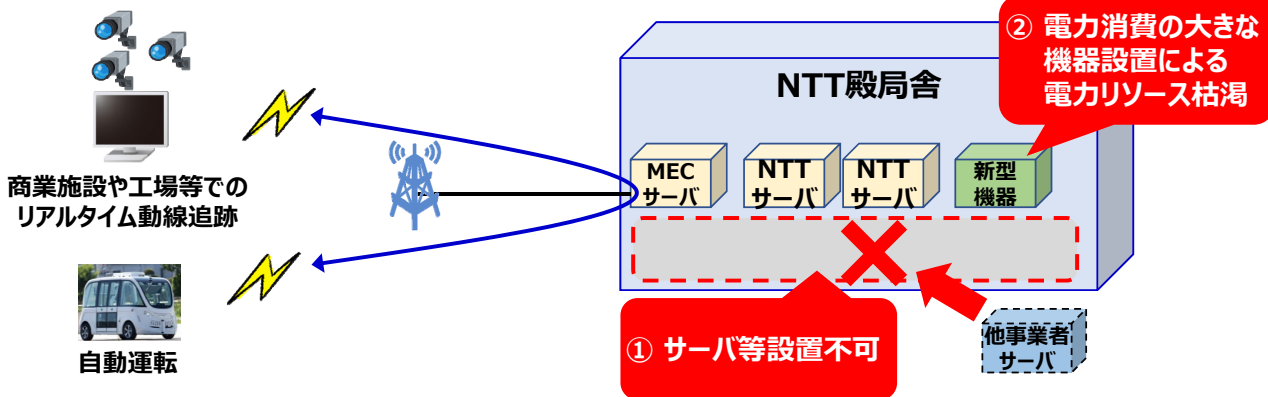 ② 電力消費の大きな
機器設置による
電力リソース枯渇
NTT殿局舎
MEC
サーバ
NTT
サーバ
NTT
サーバ
新型
機器
商業施設や工場等での
リアルタイム動線追跡
① サーバ等設置不可
他事業者
サーバ
自動運転